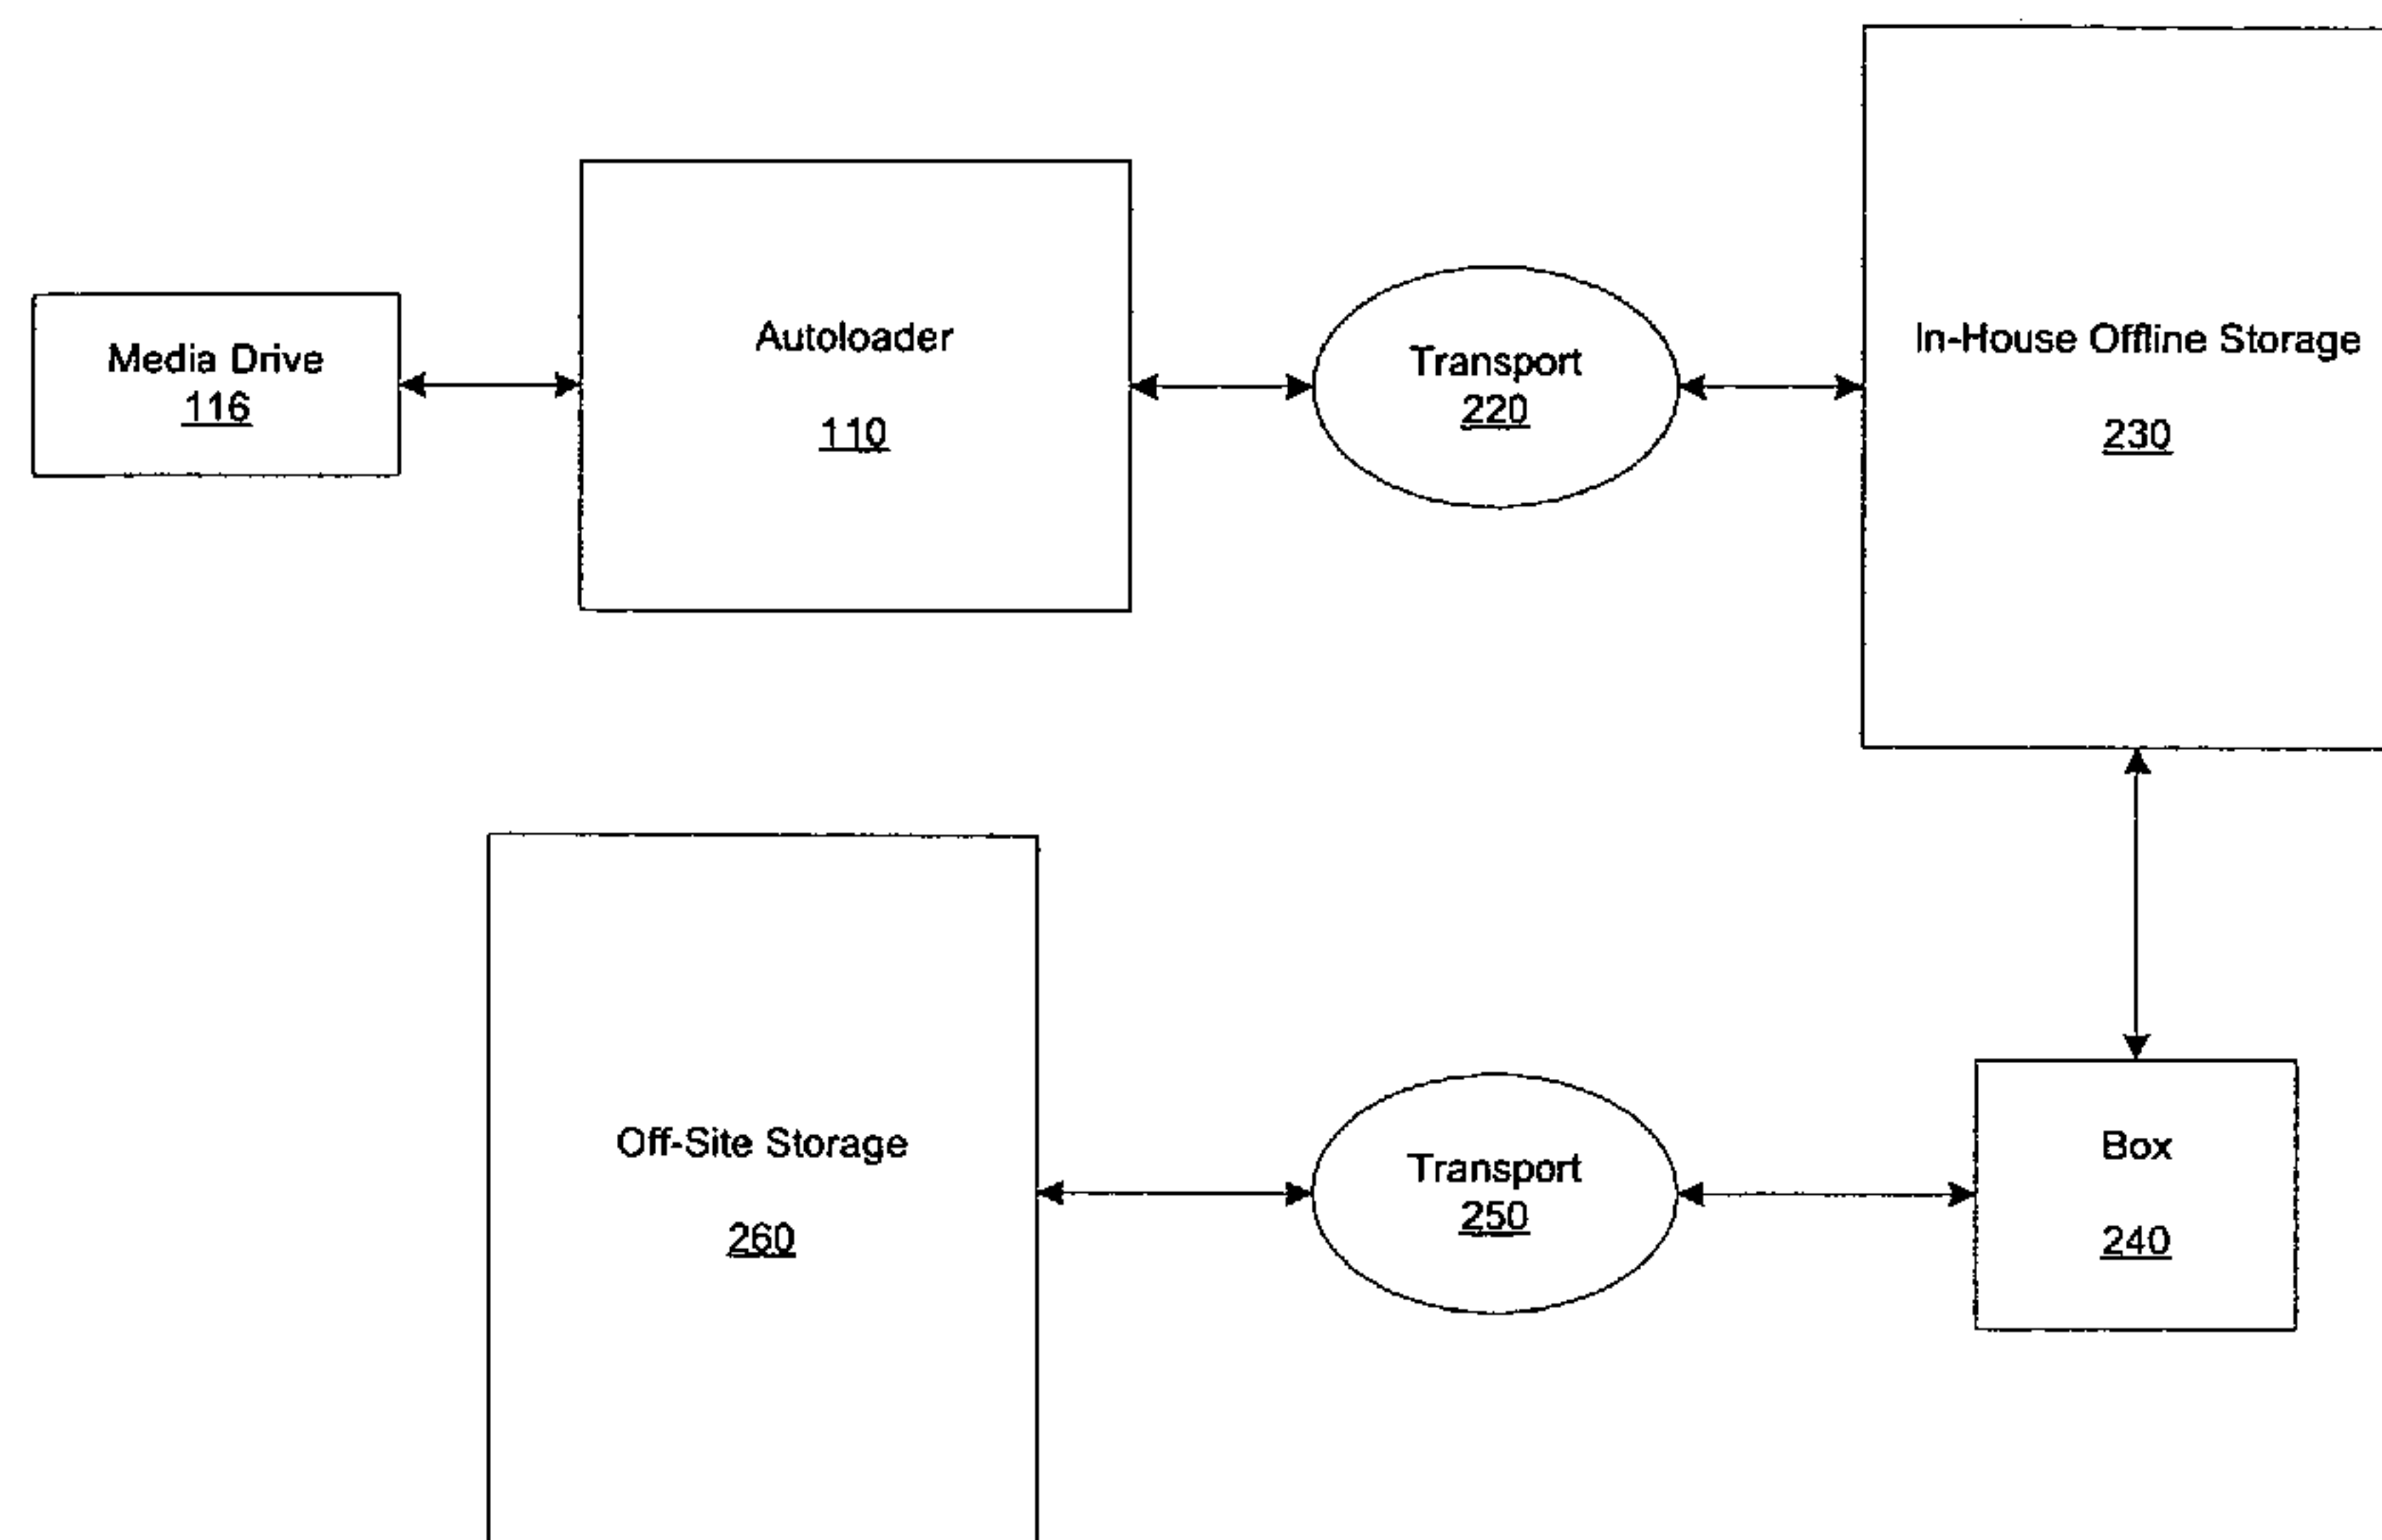 Media Drive
116
Autoloader
110
Transport
220
In-House Offline Storage
230
Off-Site Storage
260
Transport
250
Box
240